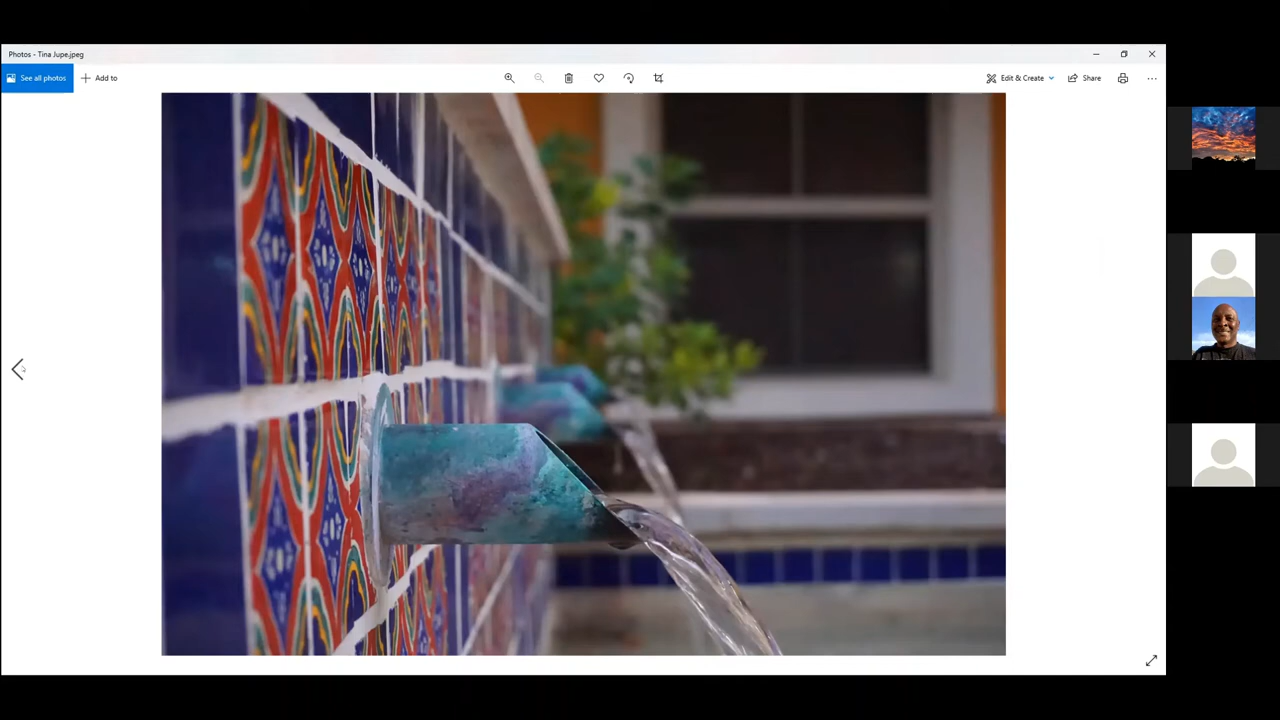 Photos - Tina Jupe.jpeg
See all photos
Add to
Edit & Create
Share